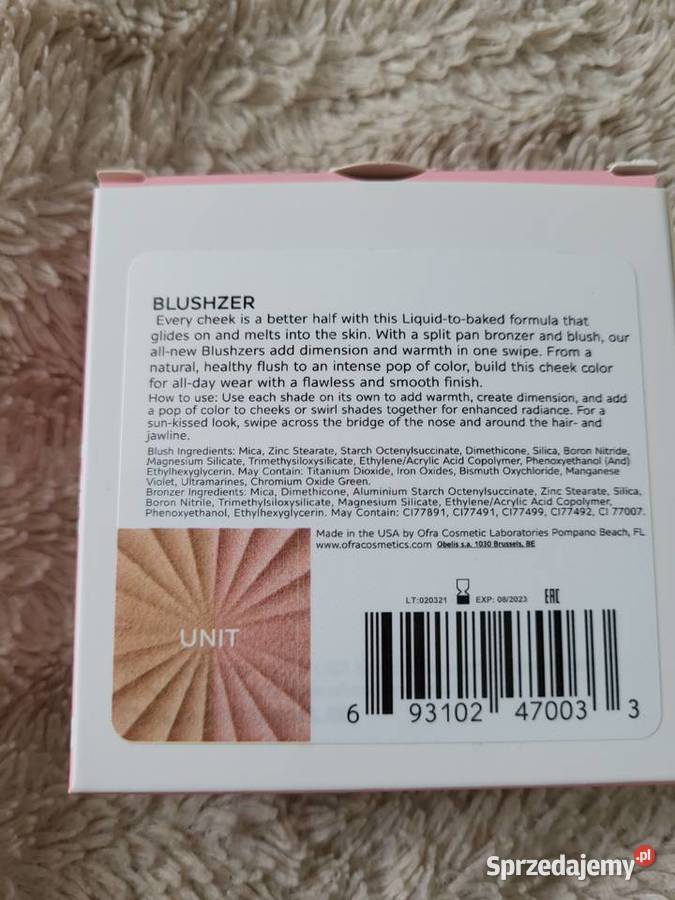 BLUSHZER
Every cheek is a better half with this Liquid-to-baked formula that
glides on and melts into the skin. With a split pan bronzer and blush, our
all-new Blushzers add dimension and warmth in one swipe. From a
natural, healthy flush to an intense pop of color, build this cheek color
for all-day wear with a flawless and smooth finish.
How to use: Use each shade on its own to add warmth, create dimension, and add
a pop of color to cheeks or swirl shades together for enhanced radiance. For a
sun-kissed look, swipe across the bridge of the nose and around the hair- and
jawline.
Blush Ingredients: Mica, Zinc Stearate, Starch Octenylsuccinate, Dimethicone, Silica, Boron Nitride,
Magnesium Silicate, Trimethylsiloxysilicate, Ethylene/Acrylic Acid Copolymer, Phenoxyethanol (And)
Ethylhexyglycerin. May Contain: Titanium Dioxide, Iron Oxides, Bismuth Oxychloride, Manganese
Violet, Ultramarines, Chromium Oxide Green.
Bronzer Ingredients: Mica, Dimethicone, Aluminium Starch Octenylsuccinate, Zinc Stearate, Silica,
Boron Nitrile, Trimethylsiloxysilicate, Magnesium Silicate, Ethylene/Acrylic Acid Copolymer,
Phenoxyethanol, Ethylhexyglycerin. May Contain: CI77891, CI77491, CI77499, CI77492, CI 77007.
Made in the USA by Ofra Cosmetic Laboratories Pompano Beach, FL
www.ofracosmetics.com Obelis s.a. 1030 Brussels, BE
LT:020321 EXP: 08/2023 EAC
UNIT
6 93102 47003 3
Sprzedajemy.pl